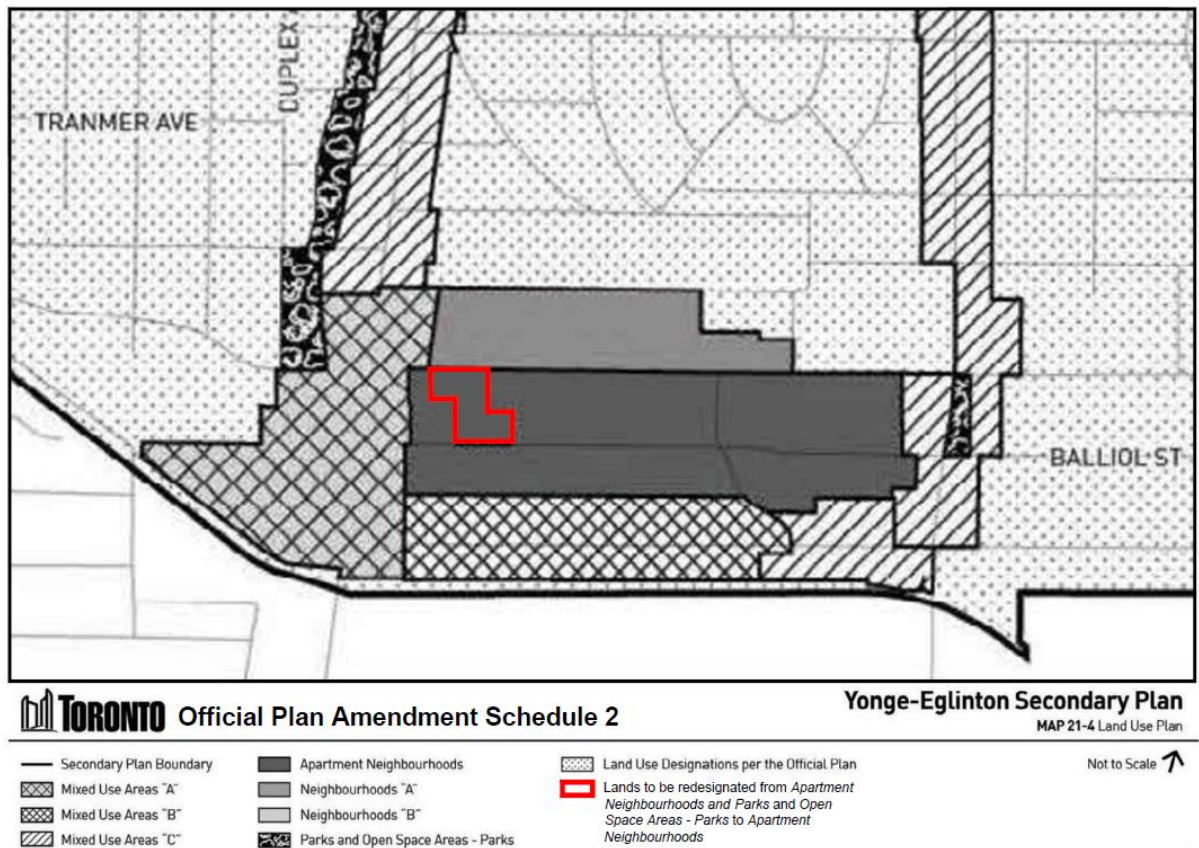 DUPLEX
TRANMER AVE
BALLIOL ST
TORONTO Official Plan Amendment Schedule 2
Yonge-Eglinton Secondary Plan
MAP 21-4 Land Use Plan
Secondary Plan Boundary
Mixed Use Areas "A"
Mixed Use Areas "B"
Mixed Use Areas "C"
Apartment Neighbourhoods
Neighbourhoods "A"
Neighbourhoods "B"
Parks and Open Space Areas - Parks
Land Use Designations per the Official Plan
Lands to be redesignated from Apartment
Neighbourhoods and Parks and Open
Space Areas - Parks to Apartment
Neighbourhoods
Not to Scale